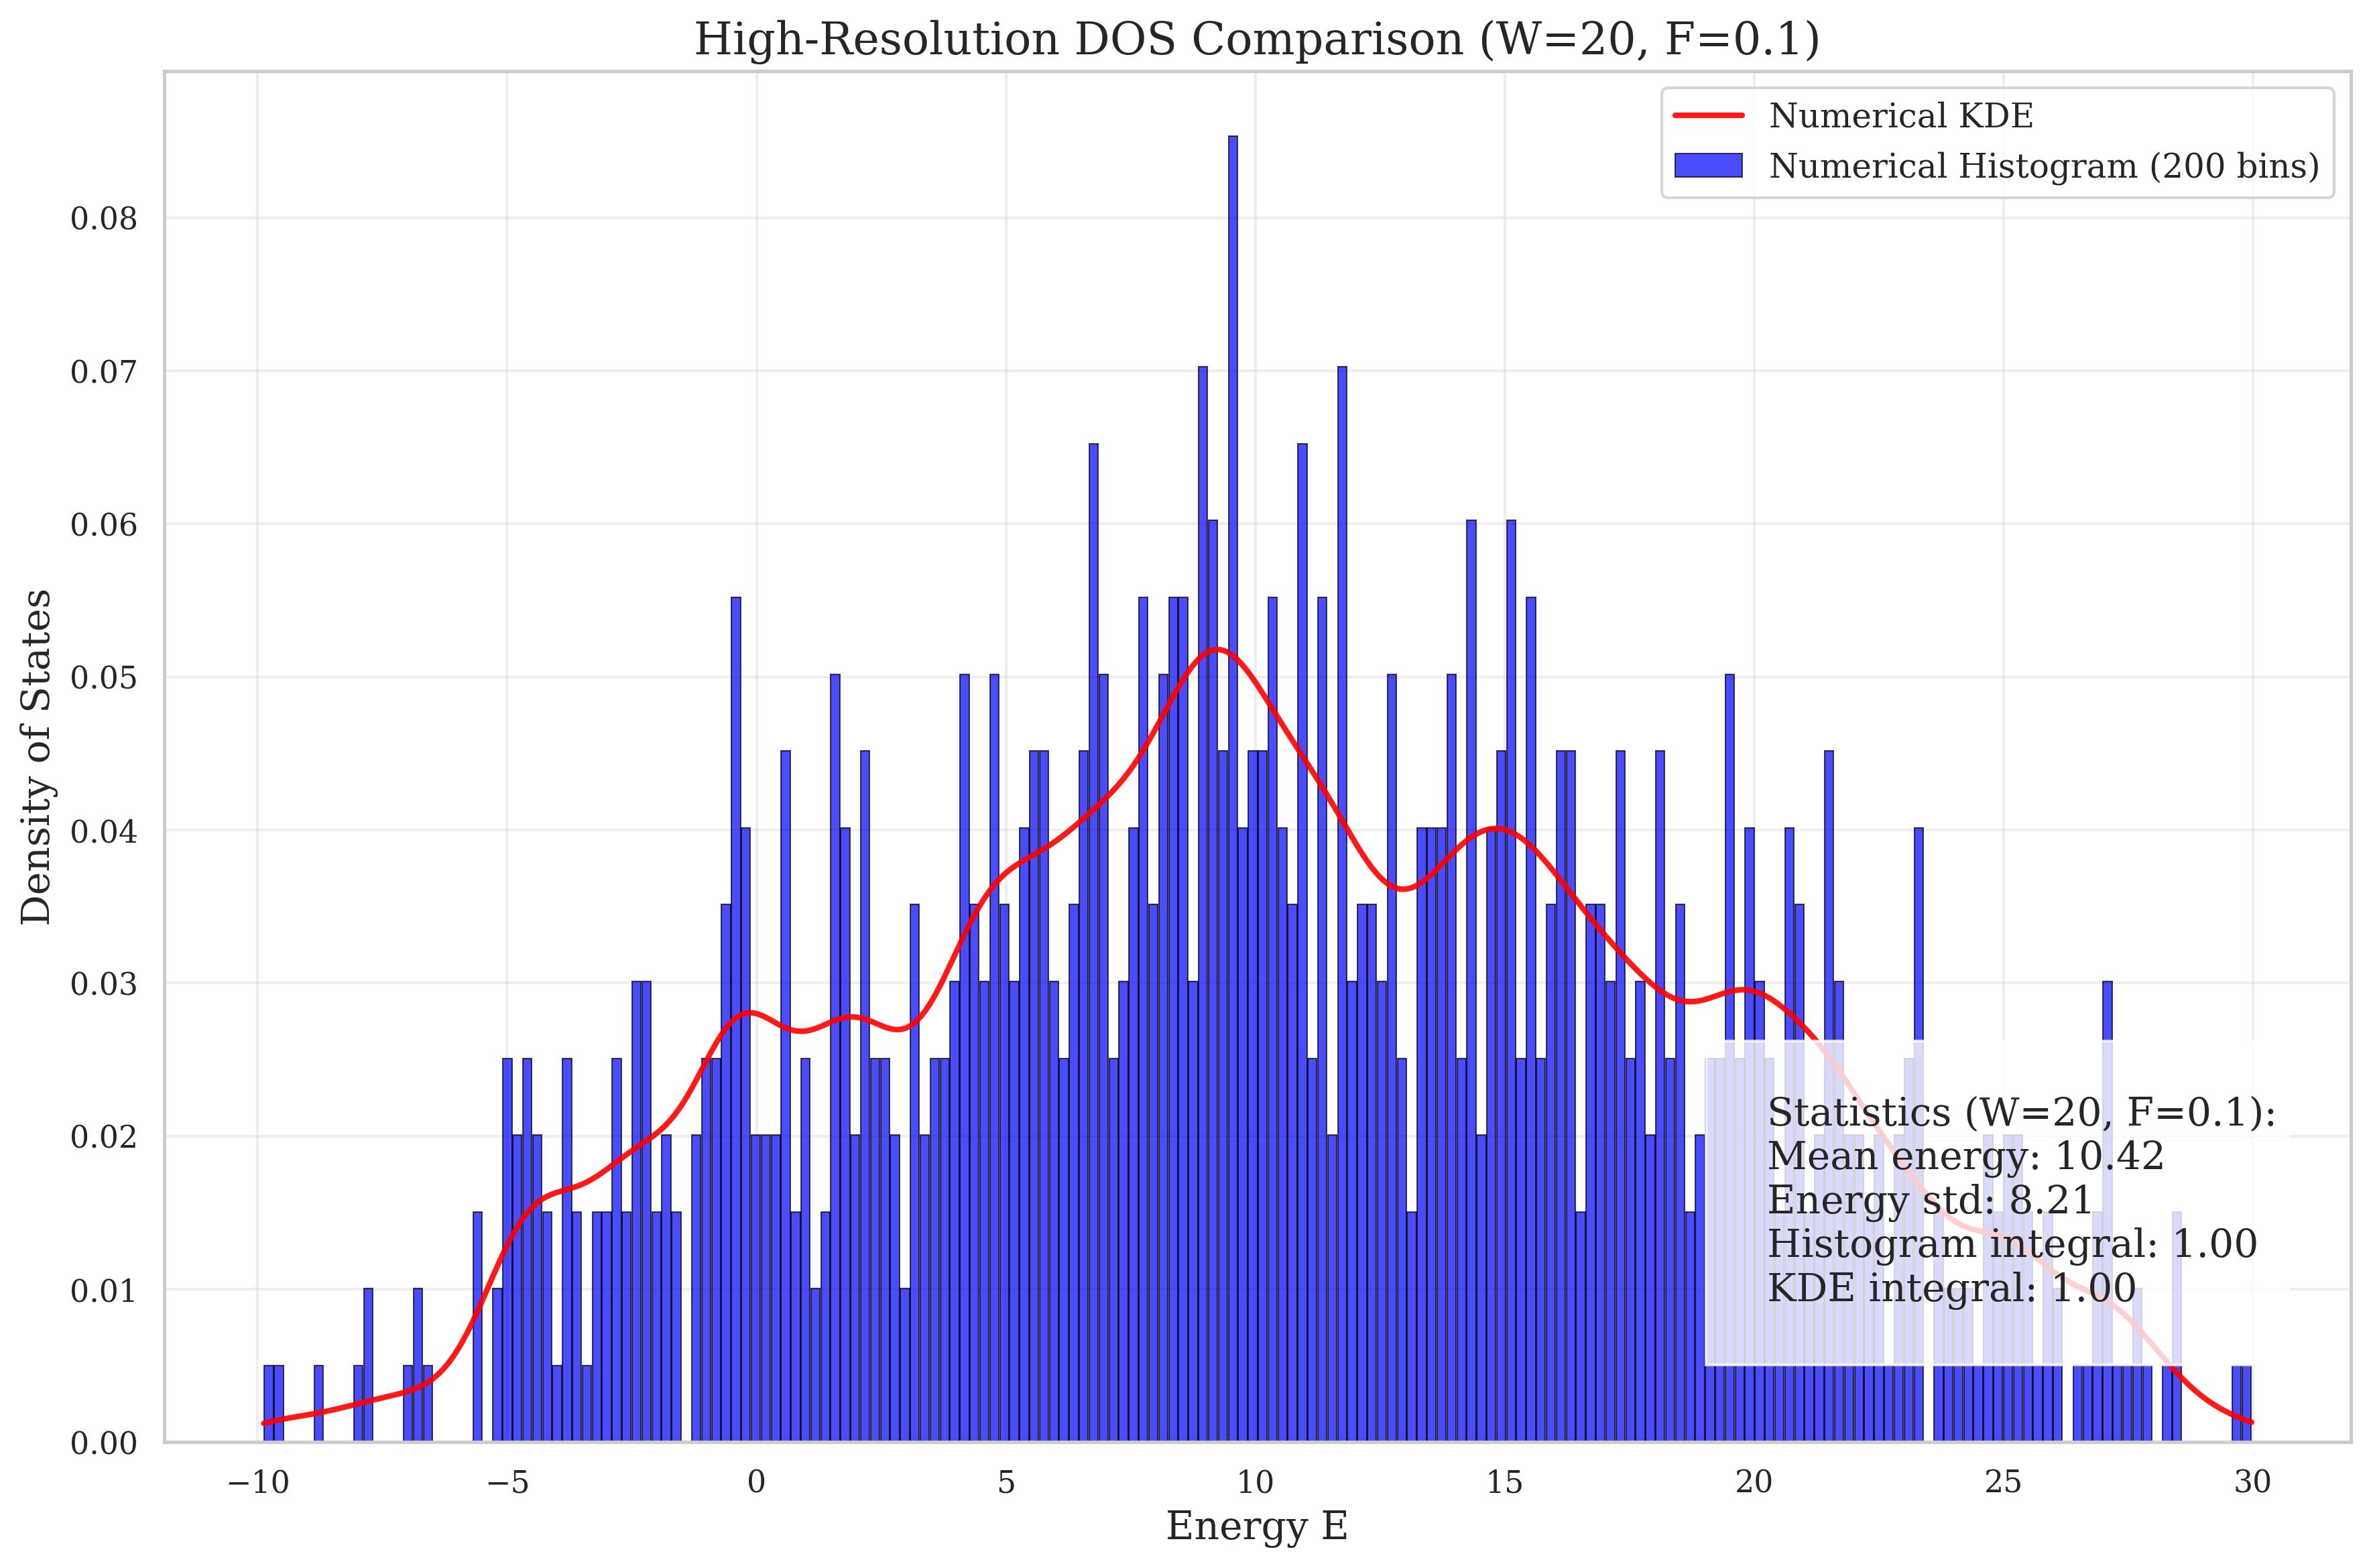 High-Resolution DOS Comparison (W=20, F=0.1)
Numerical KDE
Numerical Histogram (200 bins)
0.08
0.07
0.06
0.05
0.04
0.03
0.02
0.01
0.00
Density of States
Statistics (W=20, F=0.1):
Mean energy: 10.42
Energy std: 8.21
Histogram integral: 1.00
KDE integral: 1.00
−10 −5 0 5 10 15 20 25 30
Energy E